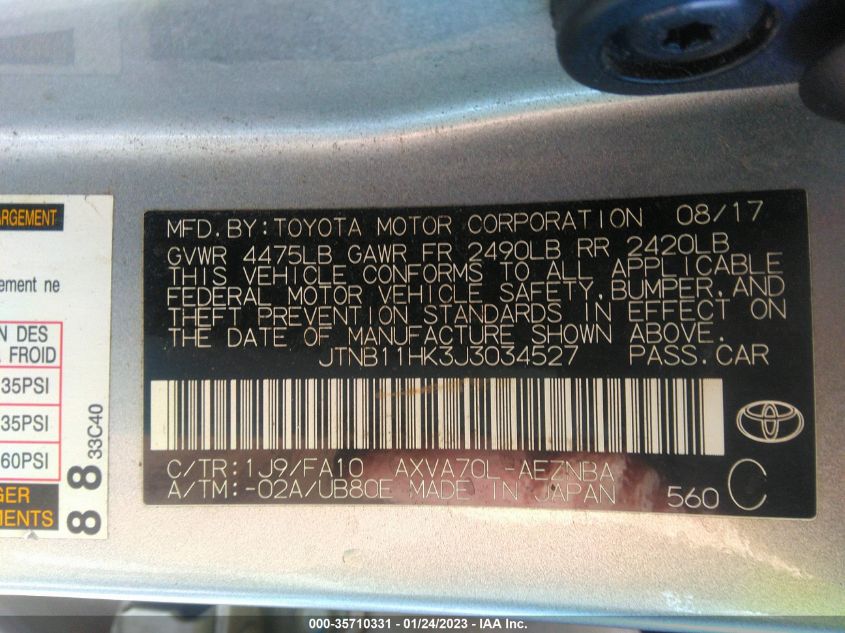 ARGEMENT
ement ne
N DES
A FROID
35PSI
35PSI
60PSI
GER
EMENTS
8 8 33C40
MFD.BY:TOYOTA MOTOR CORPORATION 08/17
GVWR 4475LB GAWR FR 2490LB RR 2420LB
THIS VEHICLE CONFORMS TO ALL APPLICABLE
FEDERAL MOTOR VEHICLE SAFETY,BUMPER,AND
THEFT PREVENTION STANDARDS IN EFFECT ON
THE DATE OF MANUFACTURE SHOWN ABOVE.
JTNB11HK3J3034527 PASS.CAR
C/TR:1J9/FA10 AXVA70L-AEZNBA
A/TM:-02A/UB80E MADE IN JAPAN 560 C
000-35710331 - 01/24/2023 - IAA Inc.